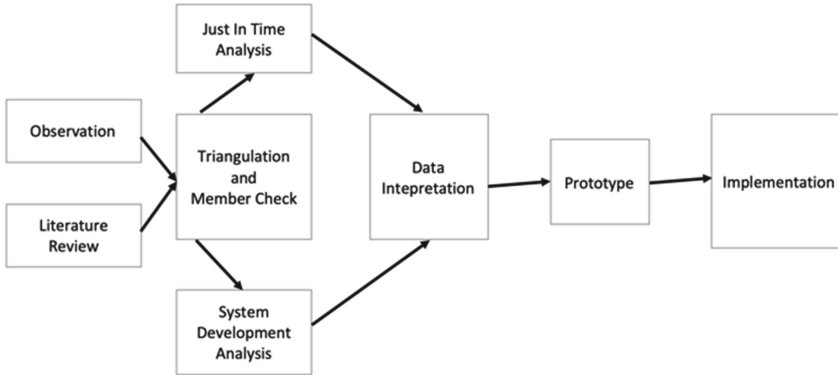 Just In Time
Analysis
Observation
Literature
Review
Triangulation
and
Member Check
System
Development
Analysis
Data
Intepretation
Prototype
Implementation